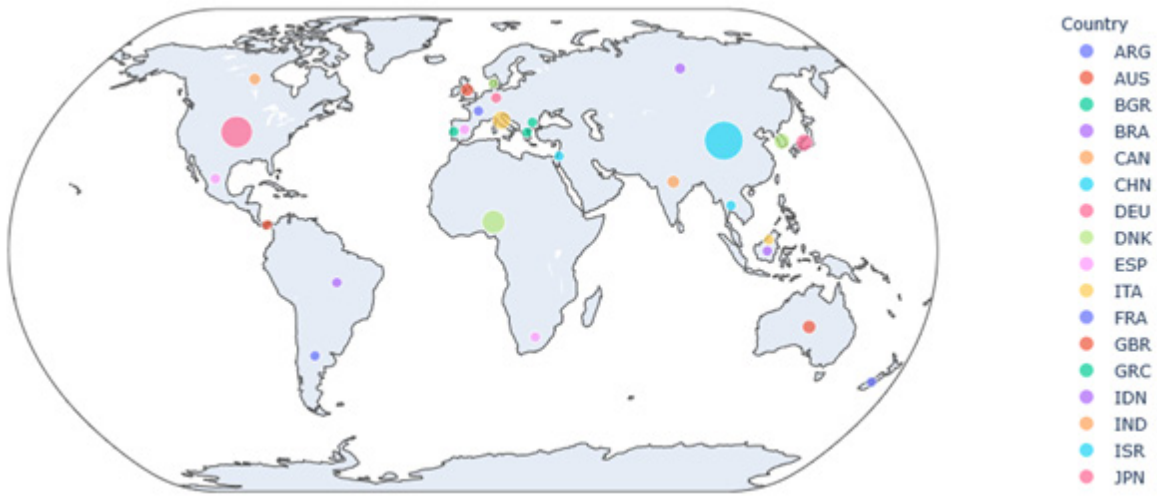 Country
ARG
AUS
BGR
BRA
CAN
CHN
DEU
DNK
ESP
ITA
FRA
GBR
GRC
IDN
IND
ISR
JPN